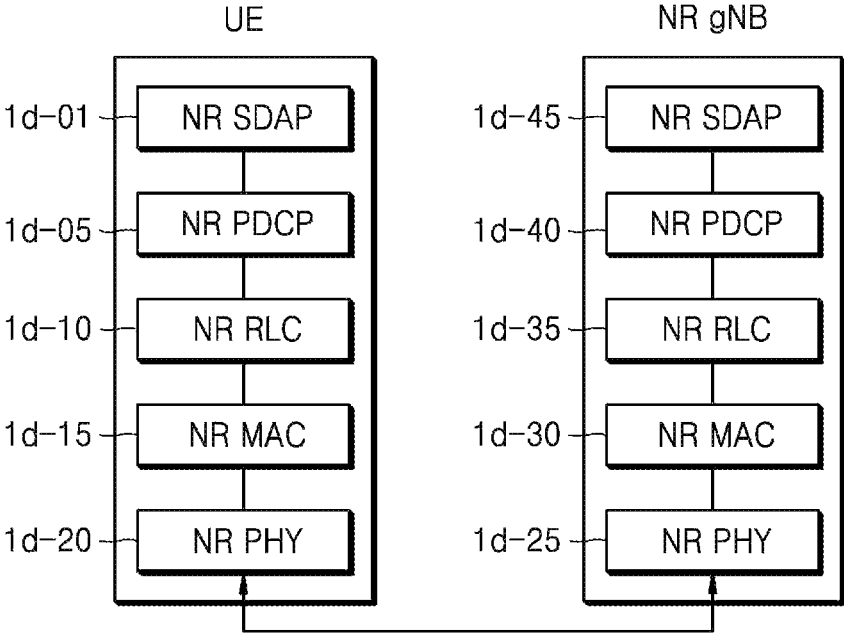 UE NR gNB
1d-01 NR SDAP 1d-45 NR SDAP
1d-05 NR PDCP 1d-40 NR PDCP
1d-10 NR RLC 1d-35 NR RLC
1d-15 NR MAC 1d-30 NR MAC
1d-20 NR PHY 1d-25 NR PHY